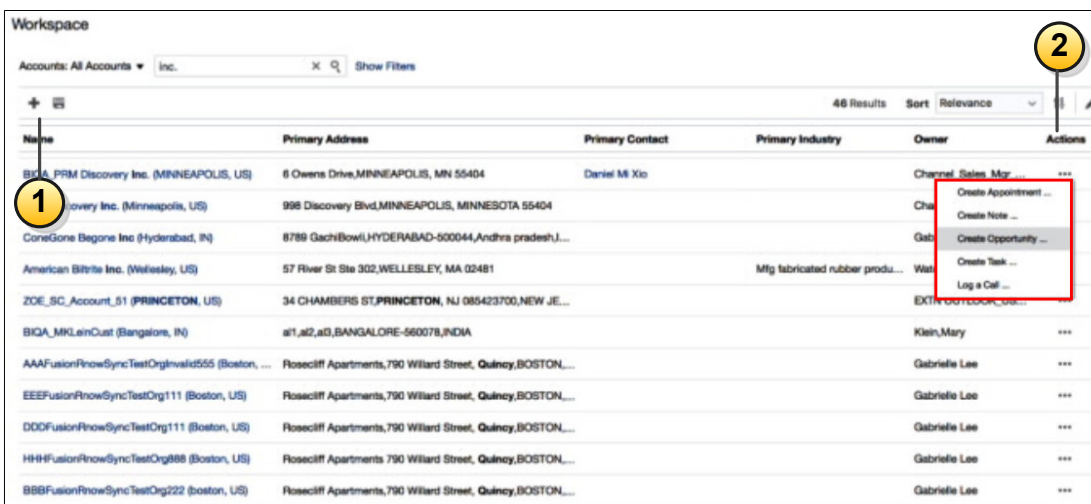 Workspace
2
Accounts: All Accounts inc. Show Filters
46 Results Sort Relevance
Name Primary Address Primary Contact Primary Industry Owner Actions
BIQA_PRM Discovery Inc. (MINNEAPOLIS, US) 6 Owens Drive,MINNEAPOLIS, MN 55404 Daniel Mi Xio Channel_Sales_Mgr_... ...
1
covery Inc. (Minneapolis, US) 998 Discovery Blvd,MINNEAPOLIS, MINNESOTA 55404 Cha
Create Appointment ...
Create Note ...
ConeGone Begone Inc (Hyderabad, IN) 8789 GachiBowli,HYDERABAD-500044,Andhra pradesh,I... Gab
Create Opportunity ...
American Biltrite Inc. (Wellesley, US) 57 River St Ste 302,WELLESLEY, MA 02481 Mfg fabricated rubber produ... Wat
Create Task ...
Log a Call ...
ZOE_SC_Account_51 (PRINCETON, US) 34 CHAMBERS ST,PRINCETON, NJ 085423700,NEW JE... EXTN OUTLOOK_US... ...
BIQA_MKLeinCust (Bangalore, IN) al1,al2,al3,BANGALORE-560078,INDIA Klein,Mary ...
AAAFusionRnowSyncTestOrgInvalid555 (Boston, ... Rosecliff Apartments,790 Willard Street, Quincy,BOSTON,... Gabrielle Lee ...
EEEFusionRnowSyncTestOrg111 (Boston, US) Rosecliff Apartments,790 Willard Street, Quincy,BOSTON,... Gabrielle Lee ...
DDDFusionRnowSyncTestOrg111 (Boston, US) Rosecliff Apartments,790 Willard Street, Quincy,BOSTON,... Gabrielle Lee ...
HHHFusionRnowSyncTestOrg888 (Boston, US) Rosecliff Apartments 790 Willard Street, Quincy,BOSTON,... Gabrielle Lee ...
BBBFusionRnowSyncTestOrg222 (boston, US) Rosecliff Apartments,790 Willard Street, Quincy,BOSTON,... Gabrielle Lee ...